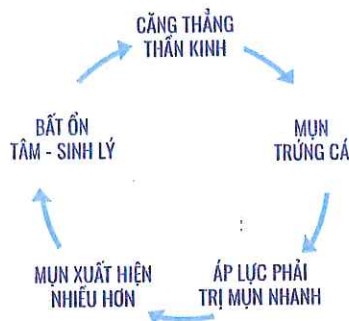 CĂNG THẲNG
THẦN KINH
MỤN
TRỨNG CÁ
ÁP LỰC PHẢI
TRỊ MỤN NHANH
MỤN XUẤT HIỆN
NHIỀU HƠN
BẤT ỔN
TÂM - SINH LÝ